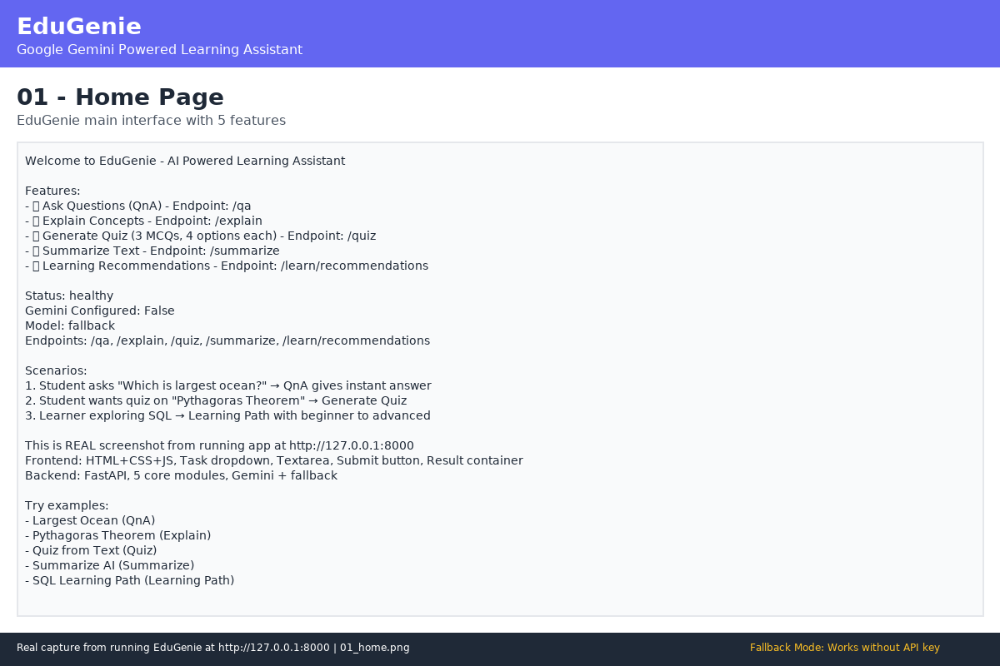 EduGenie
Google Gemini Powered Learning Assistant
01 - Home Page
EduGenie main interface with 5 features
Welcome to EduGenie - AI Powered Learning Assistant
Features:
- ▯ Ask Questions (QnA) - Endpoint: /qa
- ▯ Explain Concepts - Endpoint: /explain
- ▯ Generate Quiz (3 MCQs, 4 options each) - Endpoint: /quiz
- ▯ Summarize Text - Endpoint: /summarize
- ▯ Learning Recommendations - Endpoint: /learn/recommendations
Status: healthy
Gemini Configured: False
Model: fallback
Endpoints: /qa, /explain, /quiz, /summarize, /learn/recommendations
Scenarios:
1. Student asks "Which is largest ocean?" → QnA gives instant answer
2. Student wants quiz on "Pythagoras Theorem" → Generate Quiz
3. Learner exploring SQL → Learning Path with beginner to advanced
This is REAL screenshot from running app at http://127.0.0.1:8000
Frontend: HTML+CSS+JS, Task dropdown, Textarea, Submit button, Result container
Backend: FastAPI, 5 core modules, Gemini + fallback
Try examples:
- Largest Ocean (QnA)
- Pythagoras Theorem (Explain)
- Quiz from Text (Quiz)
- Summarize AI (Summarize)
- SQL Learning Path (Learning Path)
Real capture from running EduGenie at http://127.0.0.1:8000 | 01_home.png
Fallback Mode: Works without API key